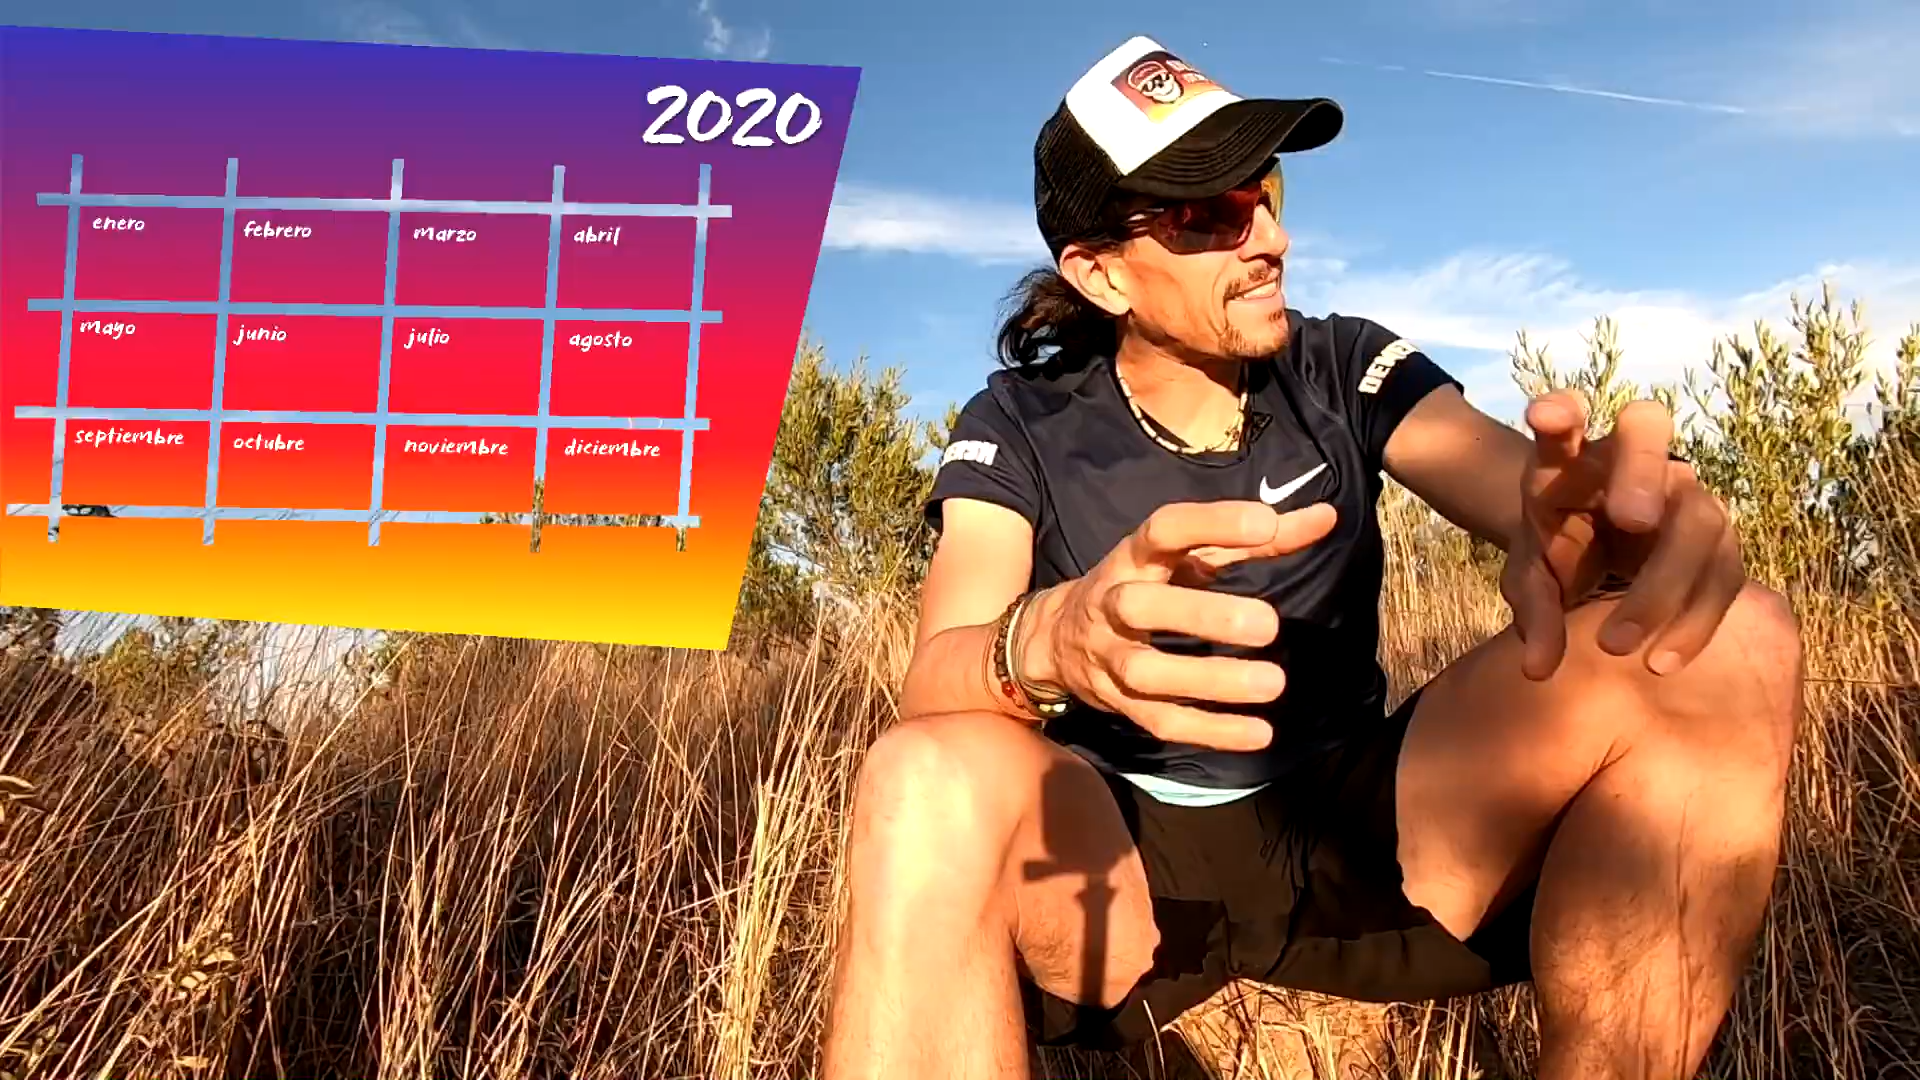 2020
enero febrero marzo abril
mayo junio julio agosto
septiembre octubre noviembre diciembre